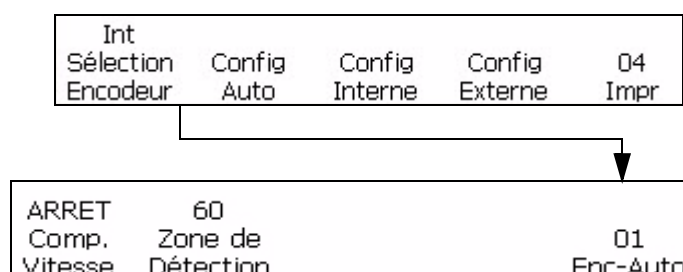 Int
Sélection Config Config Config 04
Encodeur Auto Interne Externe Impr
ARRET 60
Comp. Zone de 01
Vitesse Détection Enc-Auto